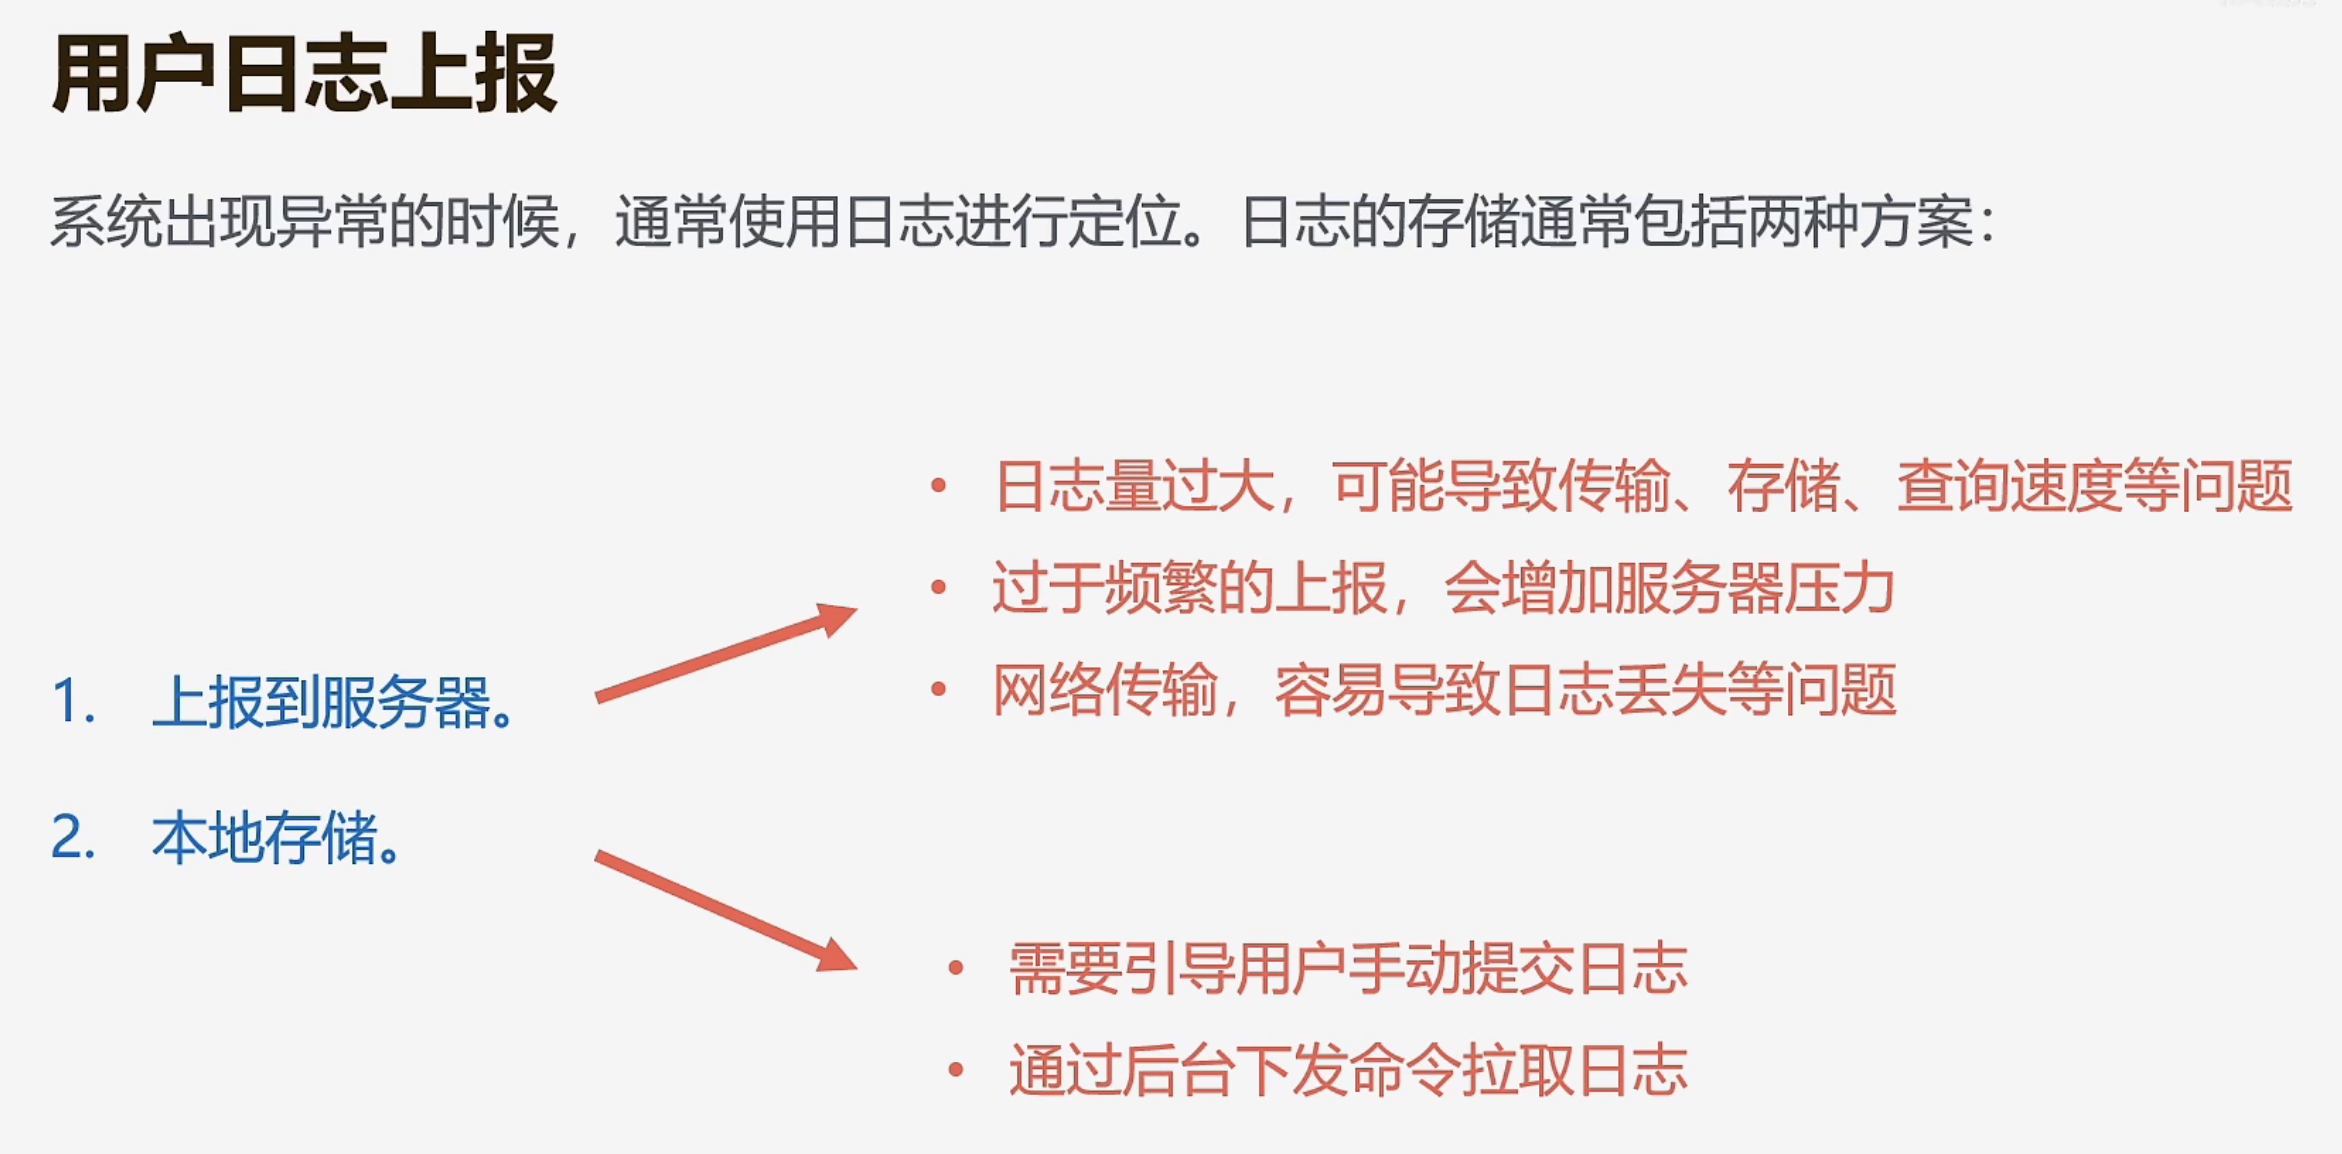 用户日志上报
系统出现异常的时候，通常使用日志进行定位。日志的存储通常包括两种方案：
1. 上报到服务器。
• 日志量过大，可能导致传输、存储、查询速度等问题
• 过于频繁的上报，会增加服务器压力
• 网络传输，容易导致日志丢失等问题
2. 本地存储。
• 需要引导用户手动提交日志
• 通过后台下发命令拉取日志